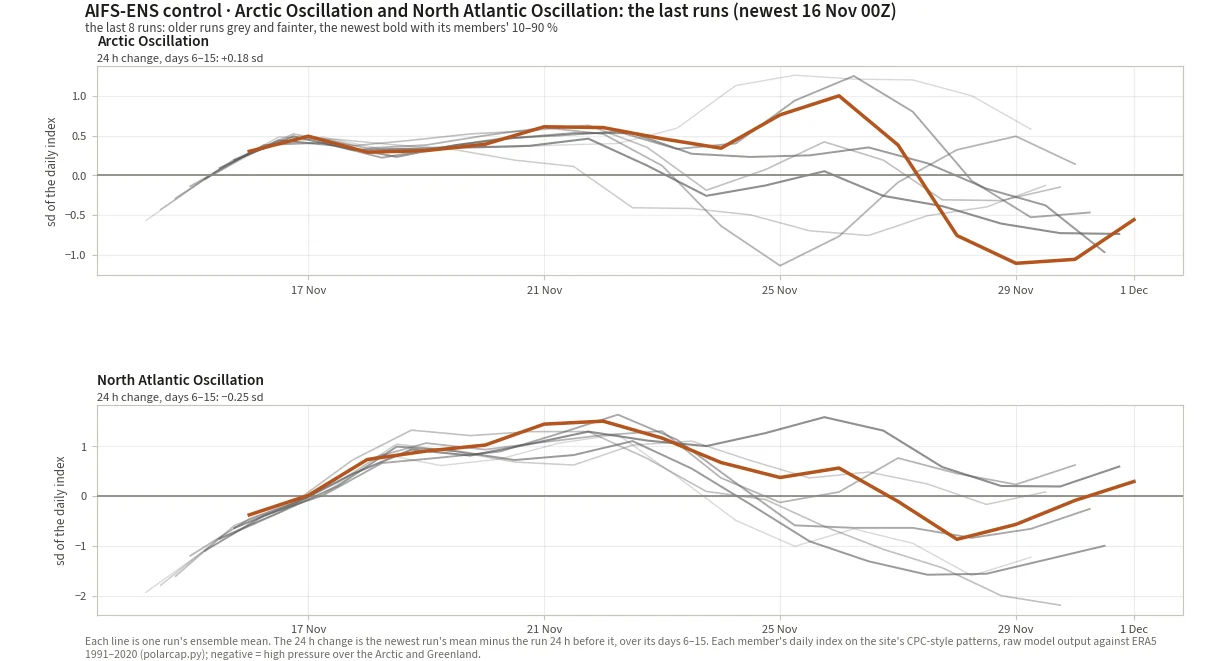 AIFS-ENS control · Arctic Oscillation and North Atlantic Oscillation: the last runs (newest 16 Nov 00Z)
the last 8 runs: older runs grey and fainter, the newest bold with its members' 10–90 %
Arctic Oscillation
24 h change, days 6–15: +0.18 sd
sd of the daily index
1.0
0.5
0.0
−0.5
−1.0
17 Nov
21 Nov
25 Nov
29 Nov
1 Dec
North Atlantic Oscillation
24 h change, days 6–15: −0.25 sd
sd of the daily index
1
0
−1
−2
17 Nov
21 Nov
25 Nov
29 Nov
1 Dec
Each line is one run's ensemble mean. The 24 h change is the newest run's mean minus the run 24 h before it, over its days 6–15. Each member's daily index on the site's CPC-style patterns, raw model output against ERA5
1991–2020 (polarcap.py); negative = high pressure over the Arctic and Greenland.